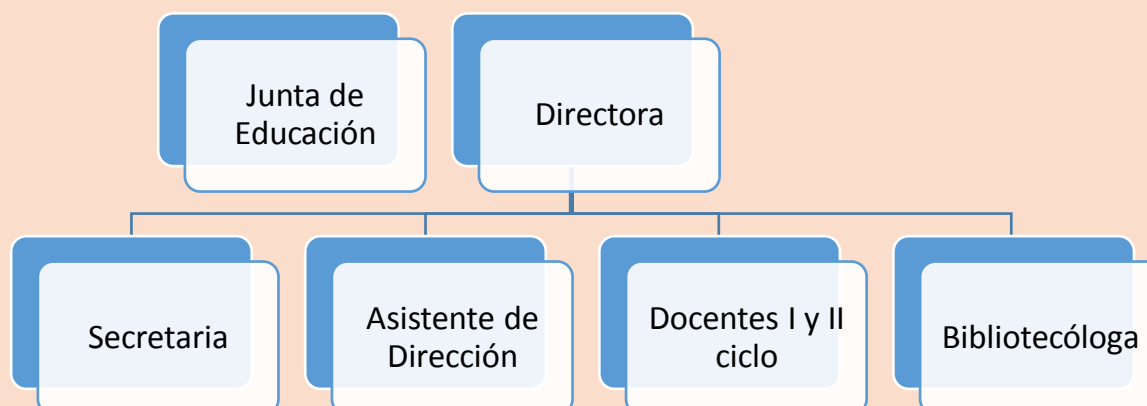 Junta de
Educación
Directora
Secretaria
Asistente de
Dirección
Docentes I y II
ciclo
Bibliotecóloga